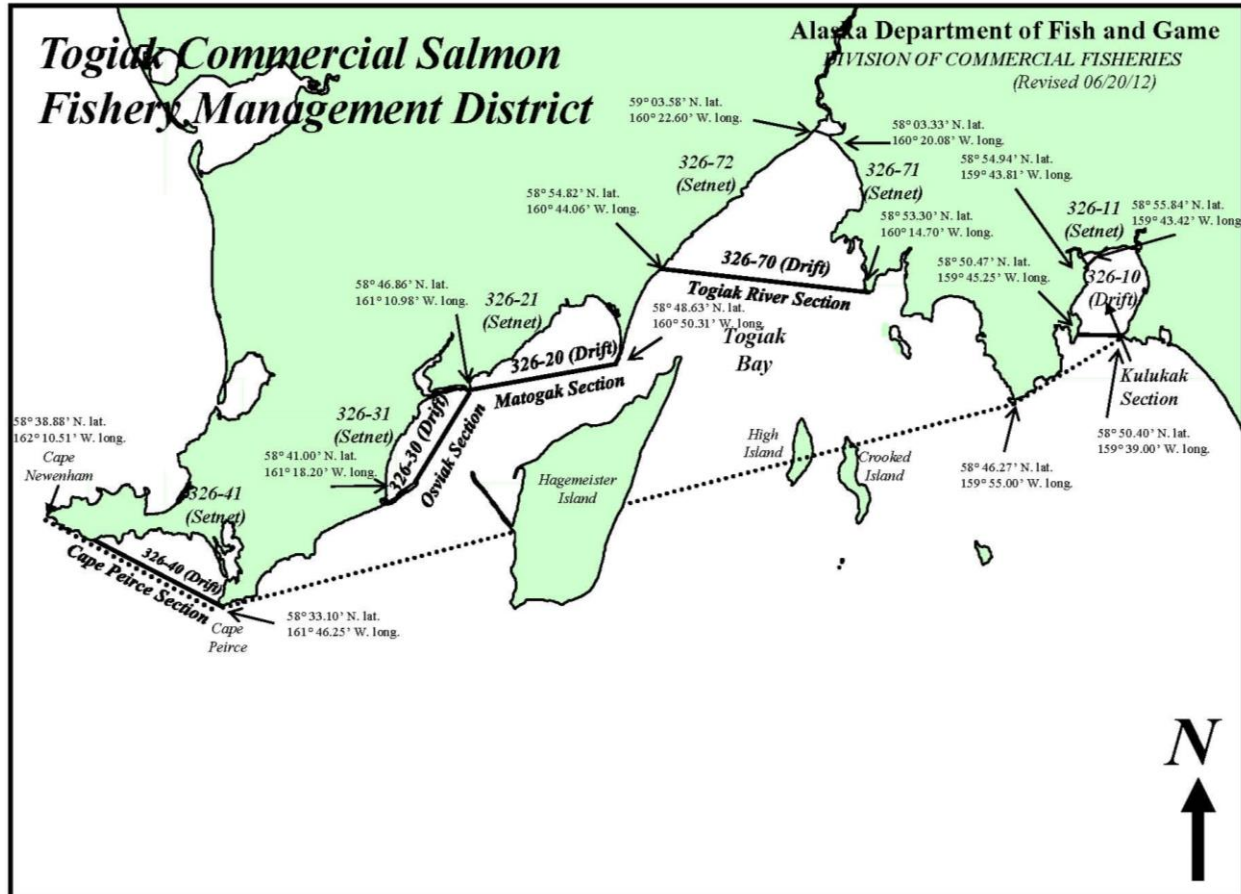 Togiak Commercial Salmon
Fishery Management District
Alaska Department of Fish and Game
DIVISION OF COMMERCIAL FISHERIES
(Revised 06/20/12)
59° 03.58’ N. lat.
160° 22.60’ W. long.
58° 03.33’ N. lat.
160° 20.08’ W. long.
326-72
(Setnet)
326-71
(Setnet)
58° 54.94’ N. lat.
159° 43.81’ W. long.
326-11
(Setnet)
58° 55.84’ N. lat.
159° 43.42’ W. long.
58° 54.82’ N. lat.
160° 44.06’ W. long.
58° 53.30’ N. lat.
160° 14.70’ W. long.
58° 50.47’ N. lat.
159° 45.25’ W. long.
326-10
(Drift)
326-70 (Drift)
Togiak River Section
58° 46.86’ N. lat.
161° 10.98’ W. long.
326-21
(Setnet)
58° 48.63’ N. lat.
160° 50.31’ W. long.
Togiak
Bay
326-20 (Drift)
Matogak Section
Kulukak
Section
326-31
(Setnet)
326-30 (Drift)
Osviak Section
58° 38.88’ N. lat.
162° 10.51’ W. long.
Cape
Newenham
58° 41.00’ N. lat.
161° 18.20’ W. long.
High
Island
Crooked
Island
58° 50.40’ N. lat.
159° 39.00’ W. long.
58° 46.27’ N. lat.
159° 55.00’ W. long.
Hagemeister
Island
326-41
(Setnet)
326-40 (Drift)
Cape Peirce Section
58° 33.10’ N. lat.
161° 46.25’ W. long.
Cape
Peirce
N